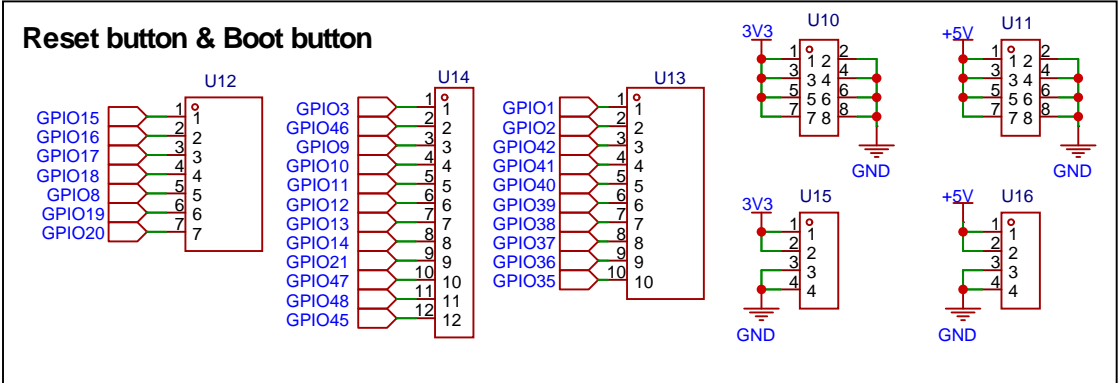 Reset button & Boot button
U12
GPIO15 1 1
GPIO16 2 2
GPIO17 3 3
GPIO18 4 4
GPIO8 5 5
GPIO19 6 6
GPIO20 7 7
U14
GPIO3 1 1
GPIO46 2 2
GPIO9 3 3
GPIO10 4 4
GPIO11 5 5
GPIO12 6 6
GPIO13 7 7
GPIO14 8 8
GPIO21 9 9
GPIO47 10 10
GPIO48 11 11
GPIO45 12 12
U13
GPIO1 1 1
GPIO2 2 2
GPIO42 3 3
GPIO41 4 4
GPIO40 5 5
GPIO39 6 6
GPIO38 7 7
GPIO37 8 8
GPIO36 9 9
GPIO35 10 10
U10
3V3
1 1 2 2
3 3 4 4
5 5 6 6
7 7 8 8
GND
U11
+5V
1 1 2 2
3 3 4 4
5 5 6 6
7 7 8 8
GND
3V3 U15
1 1
2 2
3 3
4 4
GND
+5V U16
1 1
2 2
3 3
4 4
GND